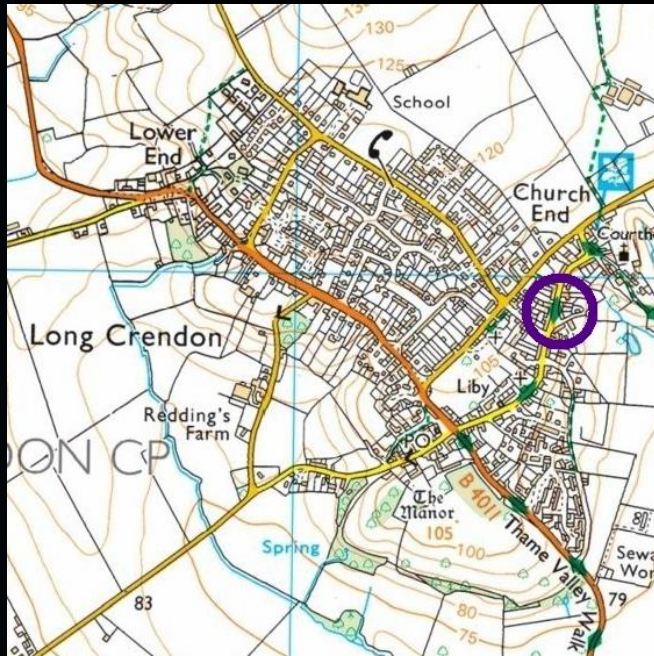 130
130
125
School
Lower
End
120
Church
End
Courth
Long Crendon
105
Liby
Redding's
Farm
DON CP
PO
The
Manor
B 4011
105
100
Thame Valley Walk
Spring
Sewa
Wor
83
80
75
79